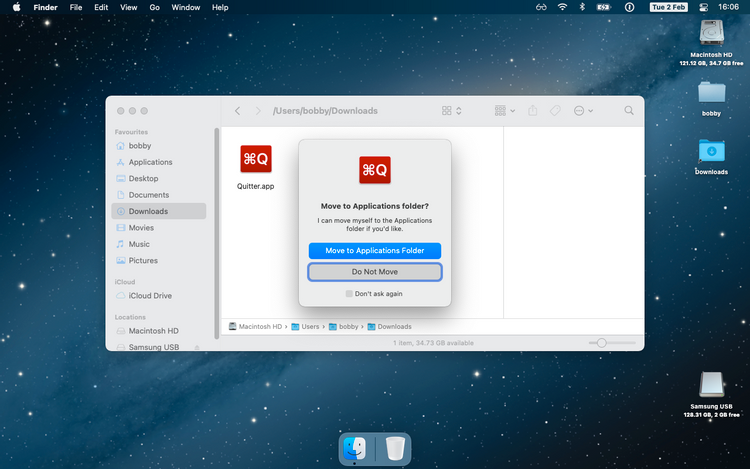 Finder File Edit View Go Window Help
Tue 2 Feb 16:06
Macintosh HD
121.12 GB, 34.7 GB free
bobby
Downloads
/Users/bobby/Downloads
Favourites
bobby
Applications
Desktop
Documents
Downloads
Movies
Music
Pictures
iCloud
iCloud Drive
Locations
Macintosh HD
Samsung USB
⌘Q
Quitter.app
⌘Q
Move to Applications folder?
I can move myself to the Applications
folder if you'd like.
Move to Applications Folder
Do Not Move
Don't ask again
Macintosh HD › Users › bobby › Downloads
1 item, 34.73 GB available
Samsung USB
128.31 GB, 2 GB free